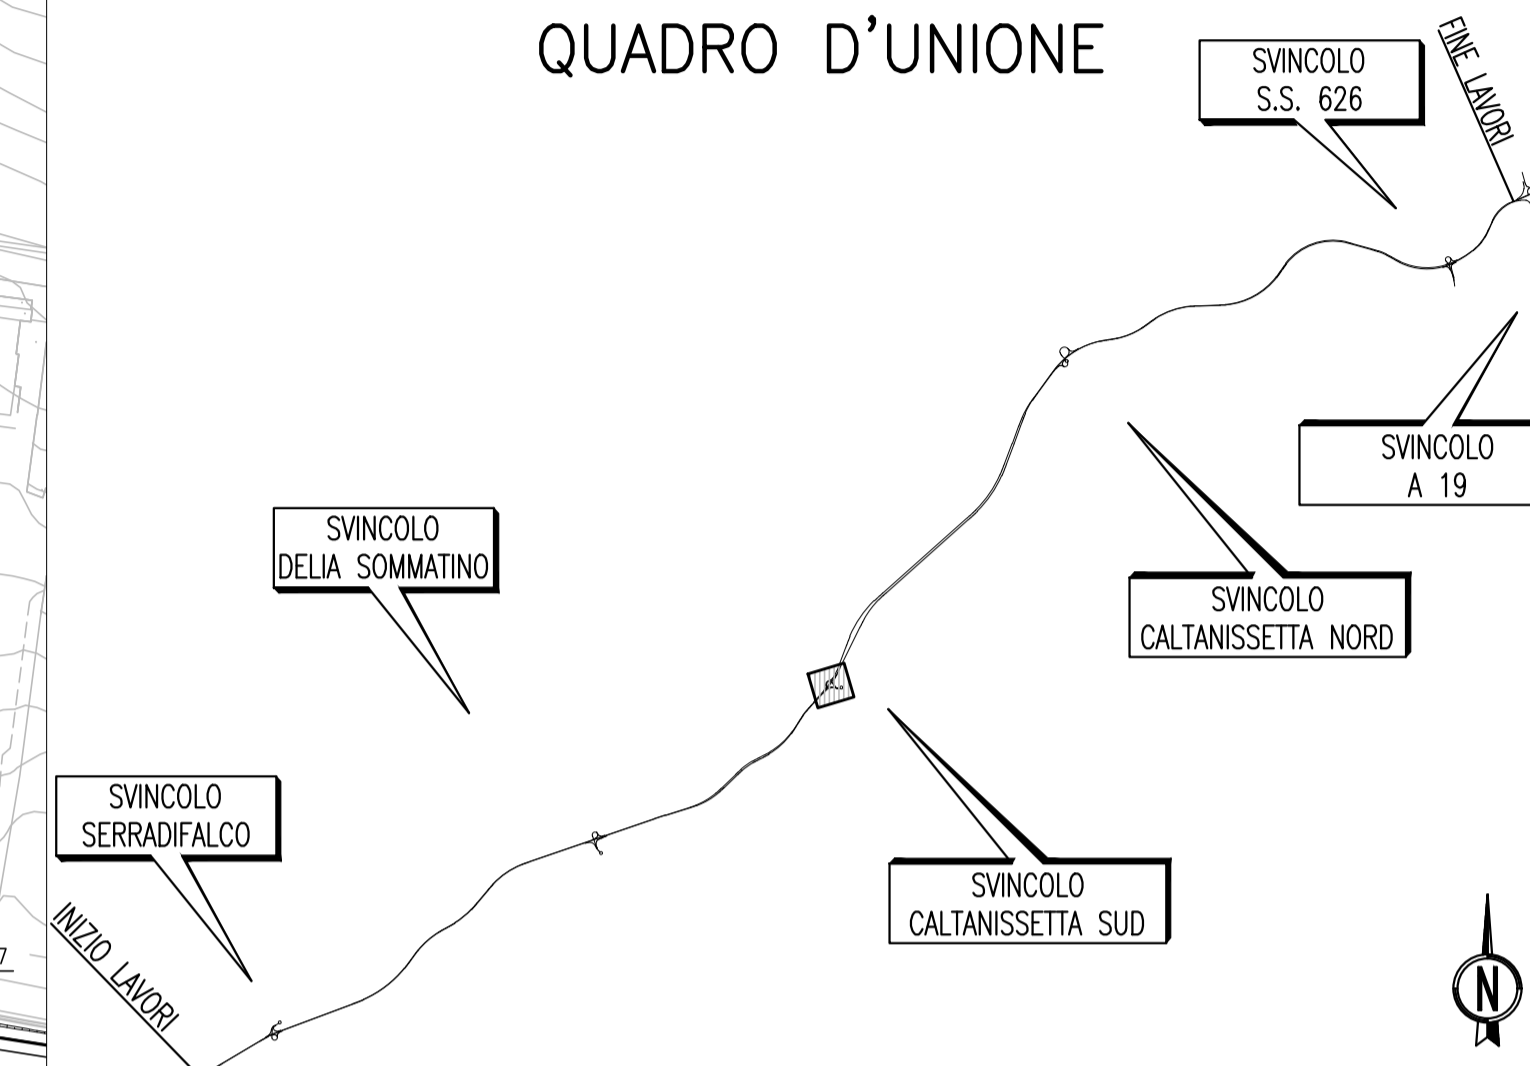 QUADRO D'UNIONE
SVINCOLO
S.S. 626
FINE LAVORI
SVINCOLO
A 19
SVINCOLO
DELIA SOMMATINO
SVINCOLO
CALTANISSETTA NORD
SVINCOLO
SERRADIFALCO
SVINCOLO
CALTANISSETTA SUD
INIZIO LAVORI
7
N